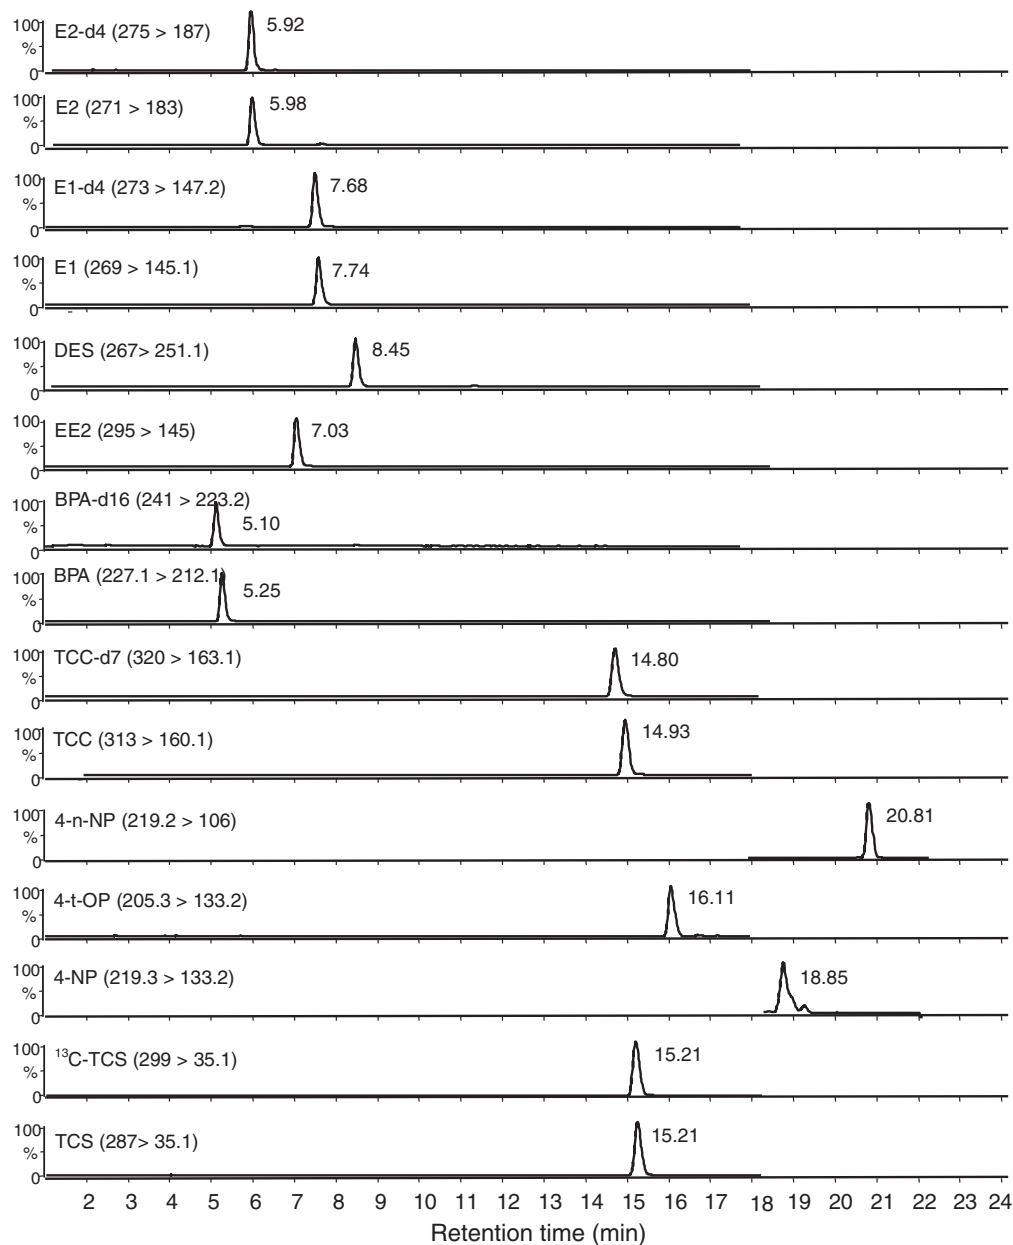 100 E2-d4 (275 > 187) 5.92
%
0
100 E2 (271 > 183) 5.98
%
0
100 E1-d4 (273 > 147.2) 7.68
%
0
100 E1 (269 > 145.1) 7.74
%
0
100 DES (267> 251.1) 8.45
%
0
100 EE2 (295 > 145) 7.03
%
0
100 BPA-d16 (241 > 223.2)
% 5.10
0
100 BPA (227.1 > 212.1)
% 5.25
0
100 TCC-d7 (320 > 163.1) 14.80
%
0
100 TCC (313 > 160.1) 14.93
%
0
100 4-n-NP (219.2 > 106) 20.81
%
0
100 4-t-OP (205.3 > 133.2) 16.11
%
0
100 4-NP (219.3 > 133.2) 18.85
%
0
100 ¹³C-TCS (299 > 35.1) 15.21
%
0
100 TCS (287> 35.1) 15.21
%
0
2 3 4 5 6 7 8 9 10 11 12 13 14 15 16 17 18 19 20 21 22 23 24
Retention time (min)